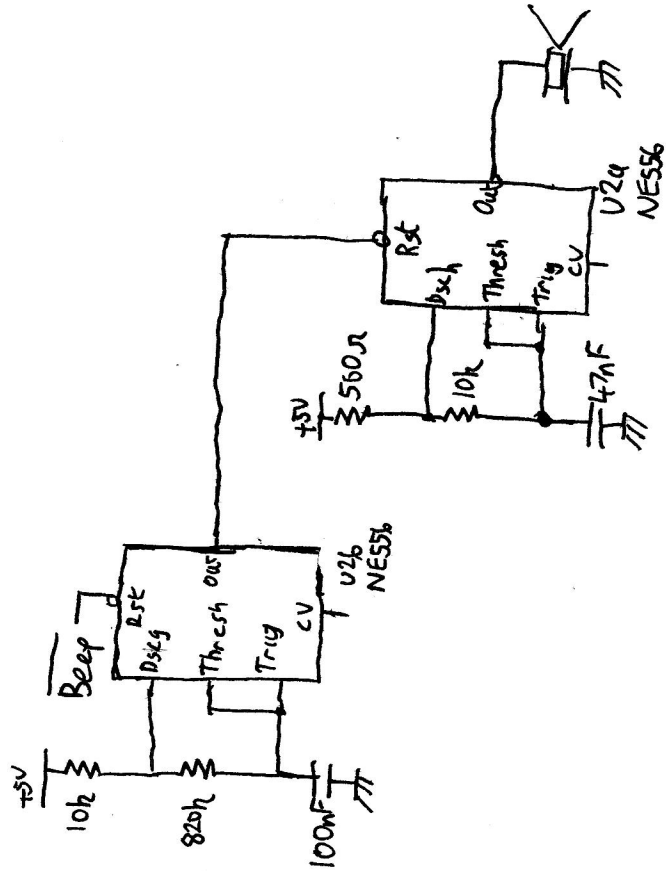 Beep
+5V
10k
820k
100nF
Rst
Dscg
Thresh
Trig
Out
CV
U2b
NE556
+5V
560Ω
10k
47nF
Rst
Dsch
Thresh
Trig
Out
CV
U2a
NE556